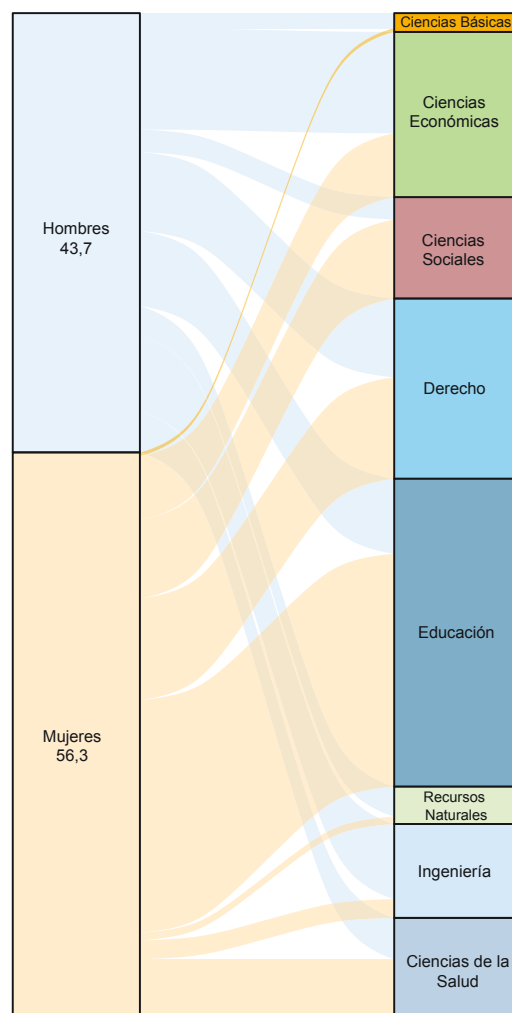 Hombres
43,7
Mujeres
56,3
Ciencias Básicas
Ciencias
Económicas
Ciencias
Sociales
Derecho
Educación
Recursos
Naturales
Ingeniería
Ciencias de la
Salud